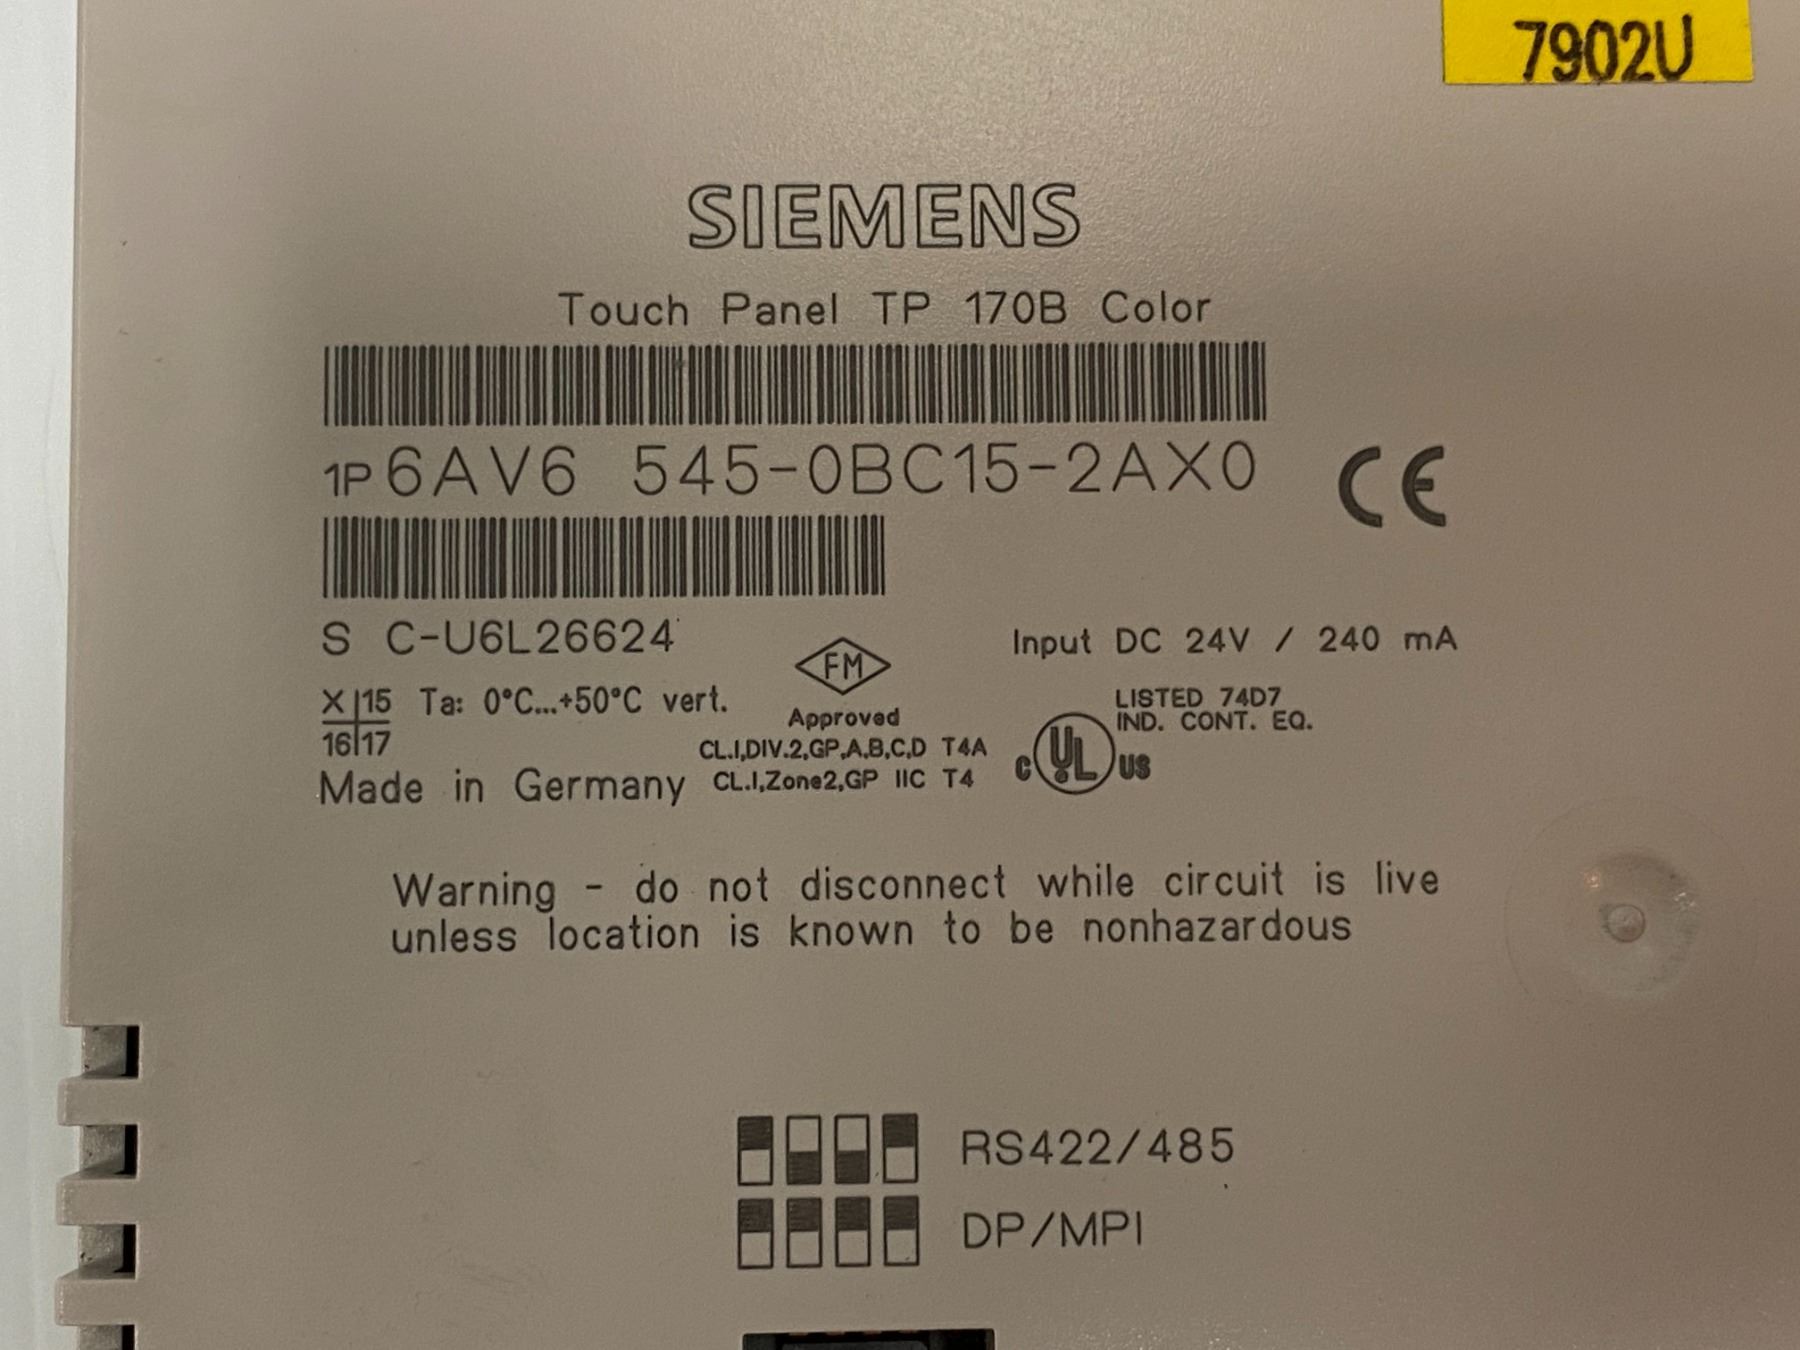 7902U
SIEMENS
Touch Panel TP 170B Color
1P 6AV6 545-0BC15-2AX0
CE
S C-U6L26624
FM
Input DC 24V / 240 mA
X 15
16 17
Ta: 0°C...+50°C vert.
Approved
LISTED 74D7
IND. CONT. EQ.
CL.I,DIV.2,GP,A,B,C,D T4A
C UL US
Made in Germany
CL.I,Zone2,GP IIC T4
Warning - do not disconnect while circuit is live
unless location is known to be nonhazardous
RS422/485
DP/MPI